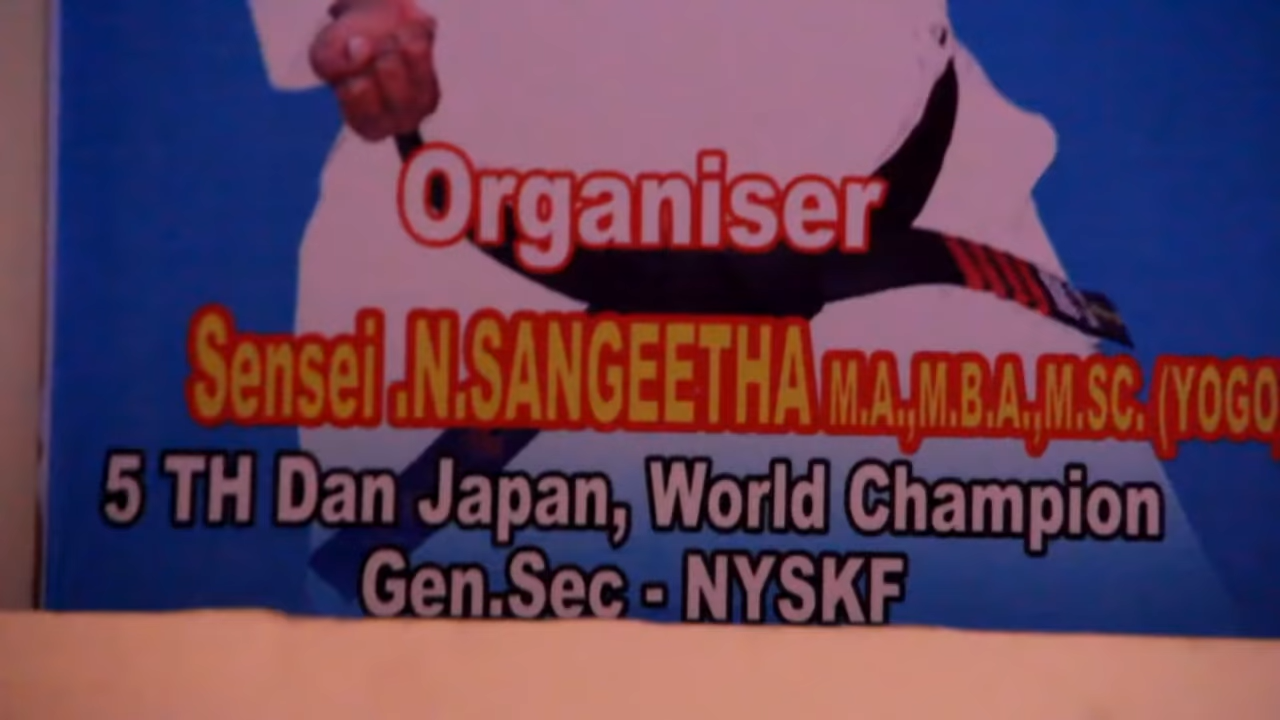 Organiser
Sensei .N.SANGEETHA M.A.,M.B.A.,M.SC. (YOGO)
5 TH Dan Japan, World Champion
Gen.Sec - NYSKF